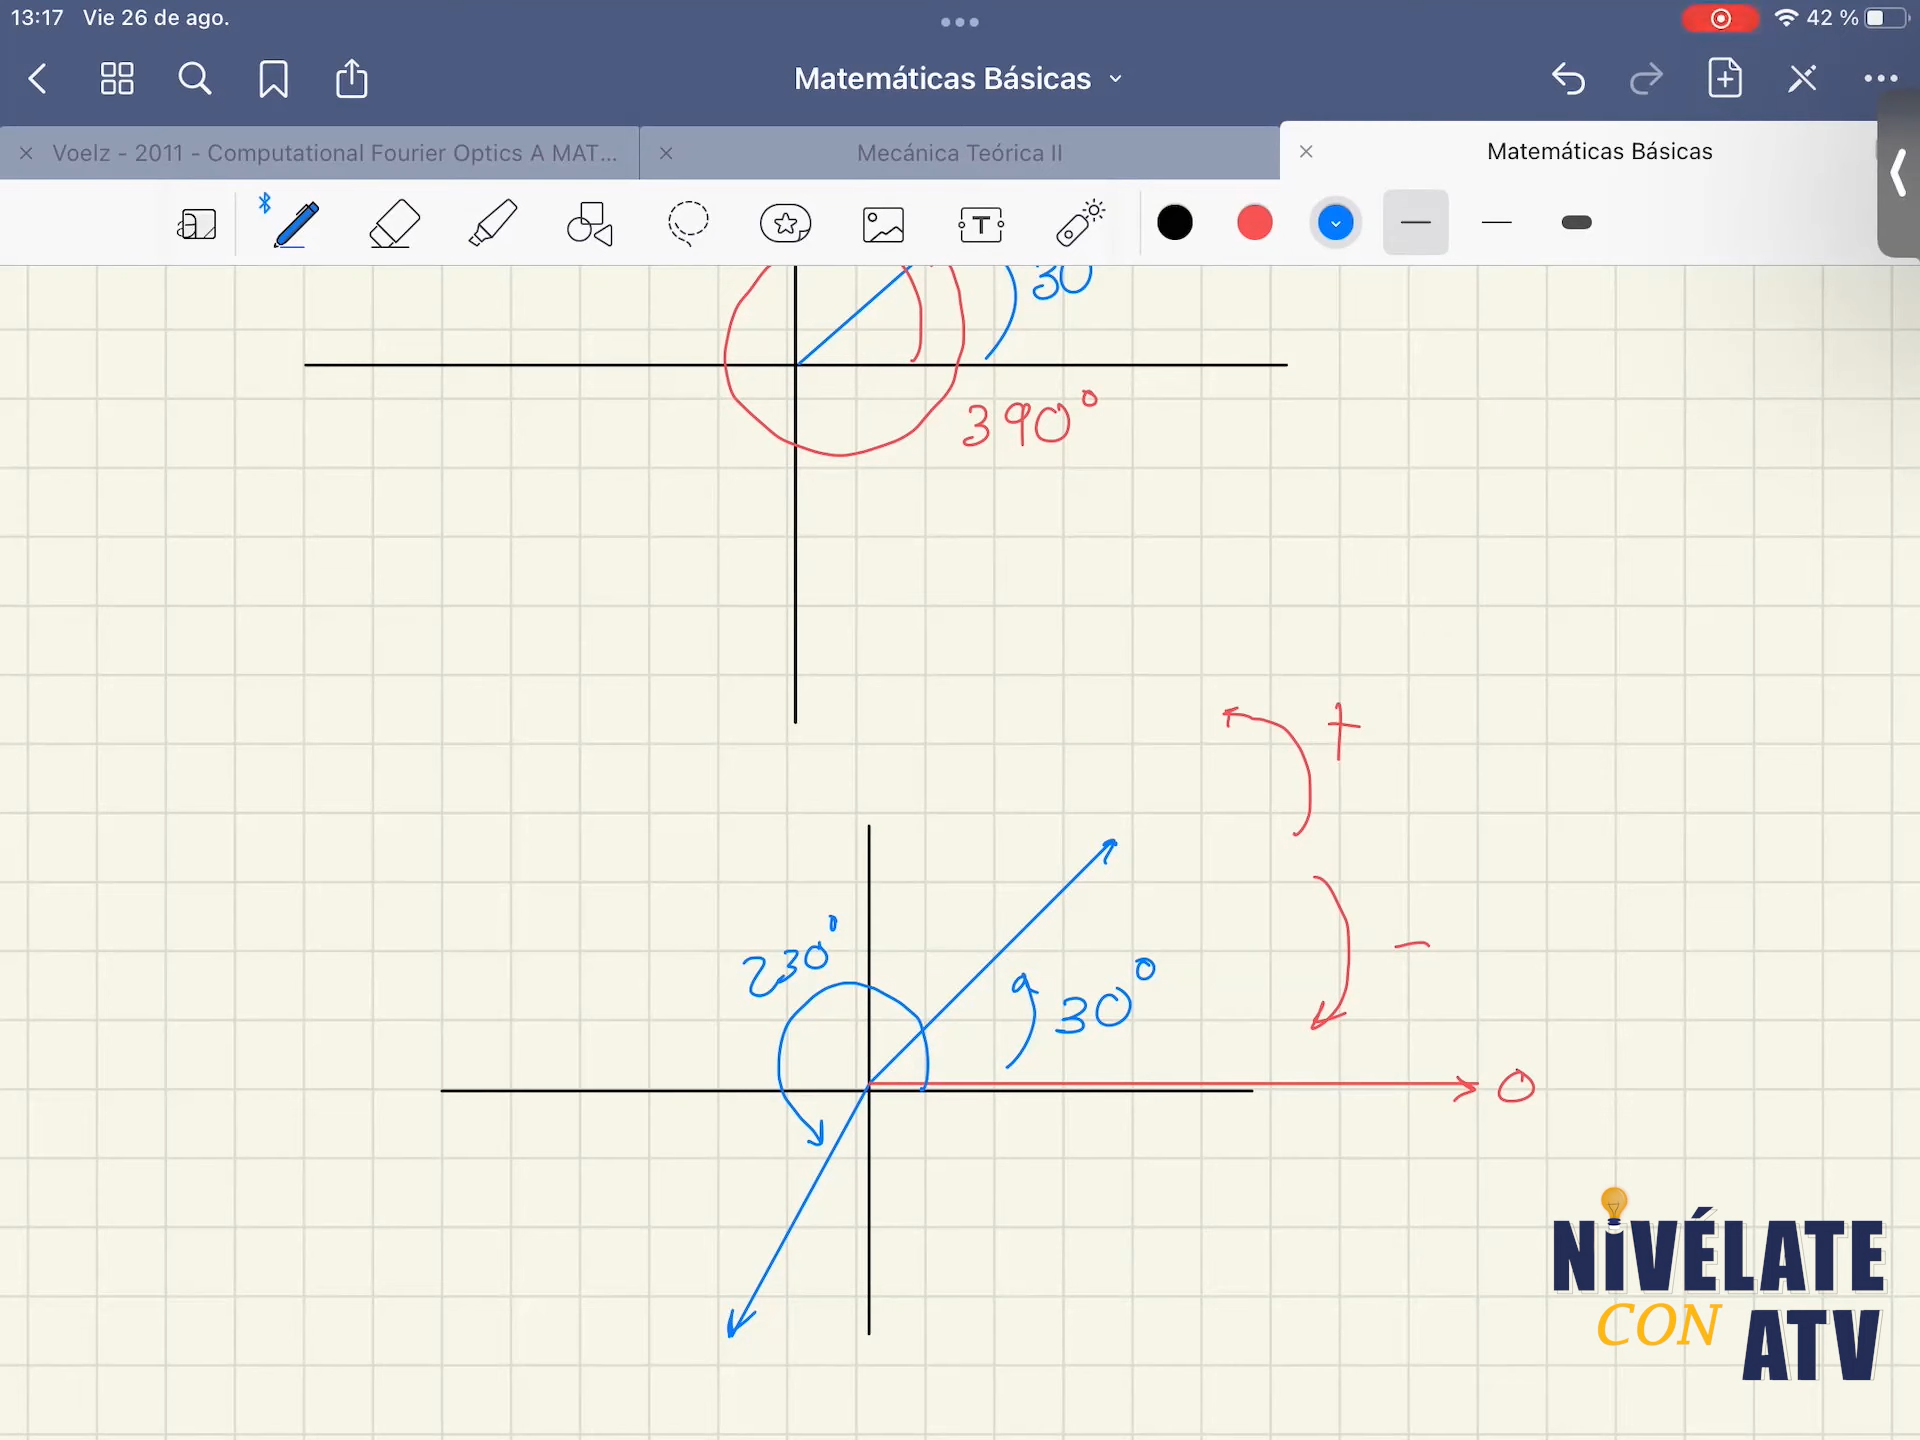 13:17 Vie 26 de ago.
42 %
Matemáticas Básicas
Voelz - 2011 - Computational Fourier Optics A MAT...
Mecánica Teórica II
Matemáticas Básicas
30
390°
+
230°
-
30°
0
NIVÉLATE
CON
ATV